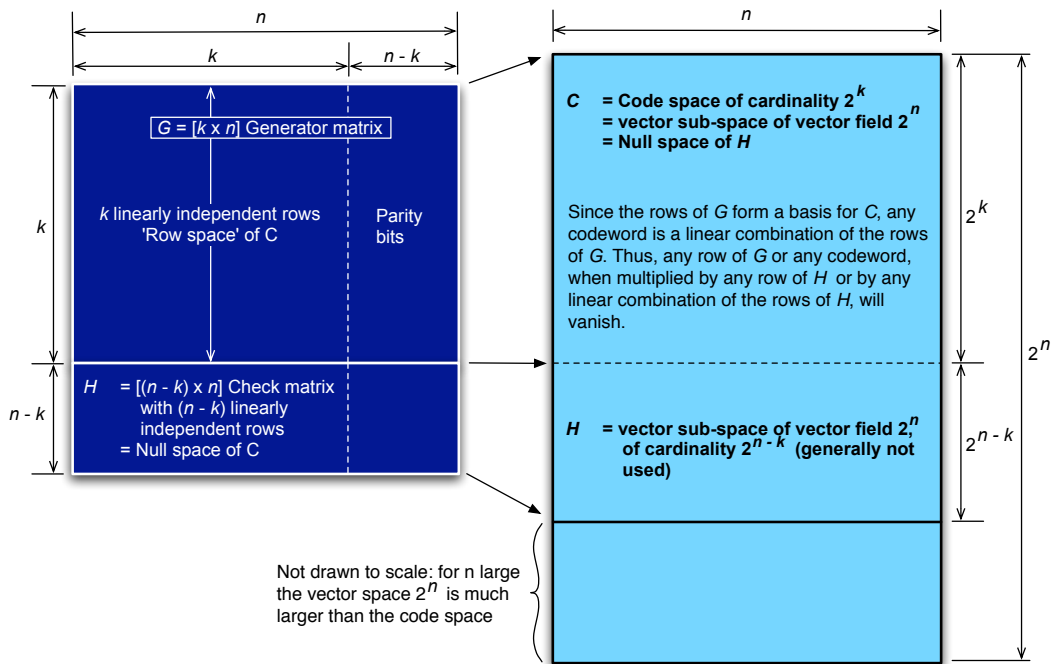 n
k
n - k
G = [k x n] Generator matrix
k
k linearly independent rows
'Row space' of C
Parity
bits
n - k
H = [(n - k) x n] Check matrix
with (n - k) linearly
independent rows
= Null space of C
n
C = Code space of cardinality 2^k
= vector sub-space of vector field 2^n
= Null space of H
Since the rows of G form a basis for C, any
codeword is a linear combination of the rows
of G. Thus, any row of G or any codeword,
when multiplied by any row of H or by any
linear combination of the rows of H, will
vanish.
2^k
2^n
H = vector sub-space of vector field 2^n,
of cardinality 2^{n - k} (generally not
used)
2^{n - k}
Not drawn to scale: for n large
the vector space 2^n is much
larger than the code space